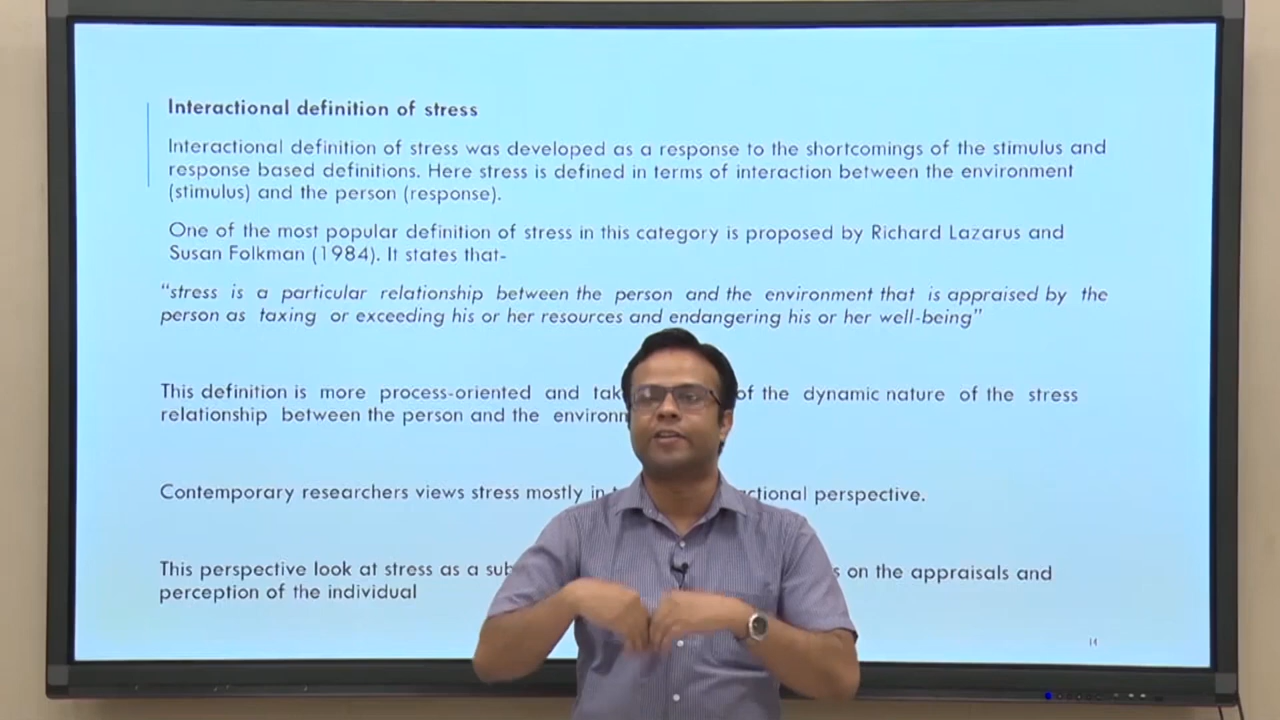 Interactional definition of stress
Interactional definition of stress was developed as a response to the shortcomings of the stimulus and
response based definitions. Here stress is defined in terms of interaction between the environment
(stimulus) and the person (response).
One of the most popular definition of stress in this category is proposed by Richard Lazarus and
Susan Folkman (1984). It states that-
“stress is a particular relationship between the person and the environment that is appraised by the
person as taxing or exceeding his or her resources and endangering his or her well-being”
This definition is more process-oriented and of the dynamic nature of the stress
relationship between the person and the
Contemporary researchers views stress mostly in perspective.
This perspective look at stress as a on the appraisals and
perception of the individual
14